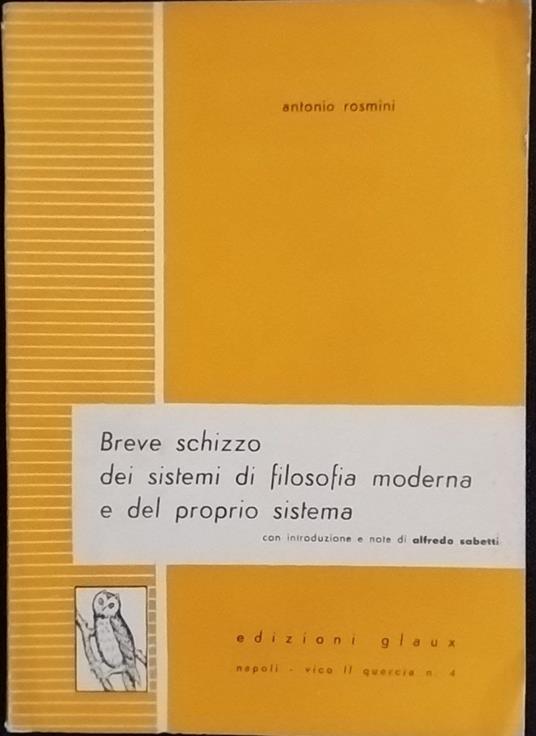 antonio rosmini
Breve schizzo
dei sistemi di filosofia moderna
e del proprio sistema
con introduzione e note di alfredo sabetti
edizioni glaux
napoli - vico II quercia n. 4